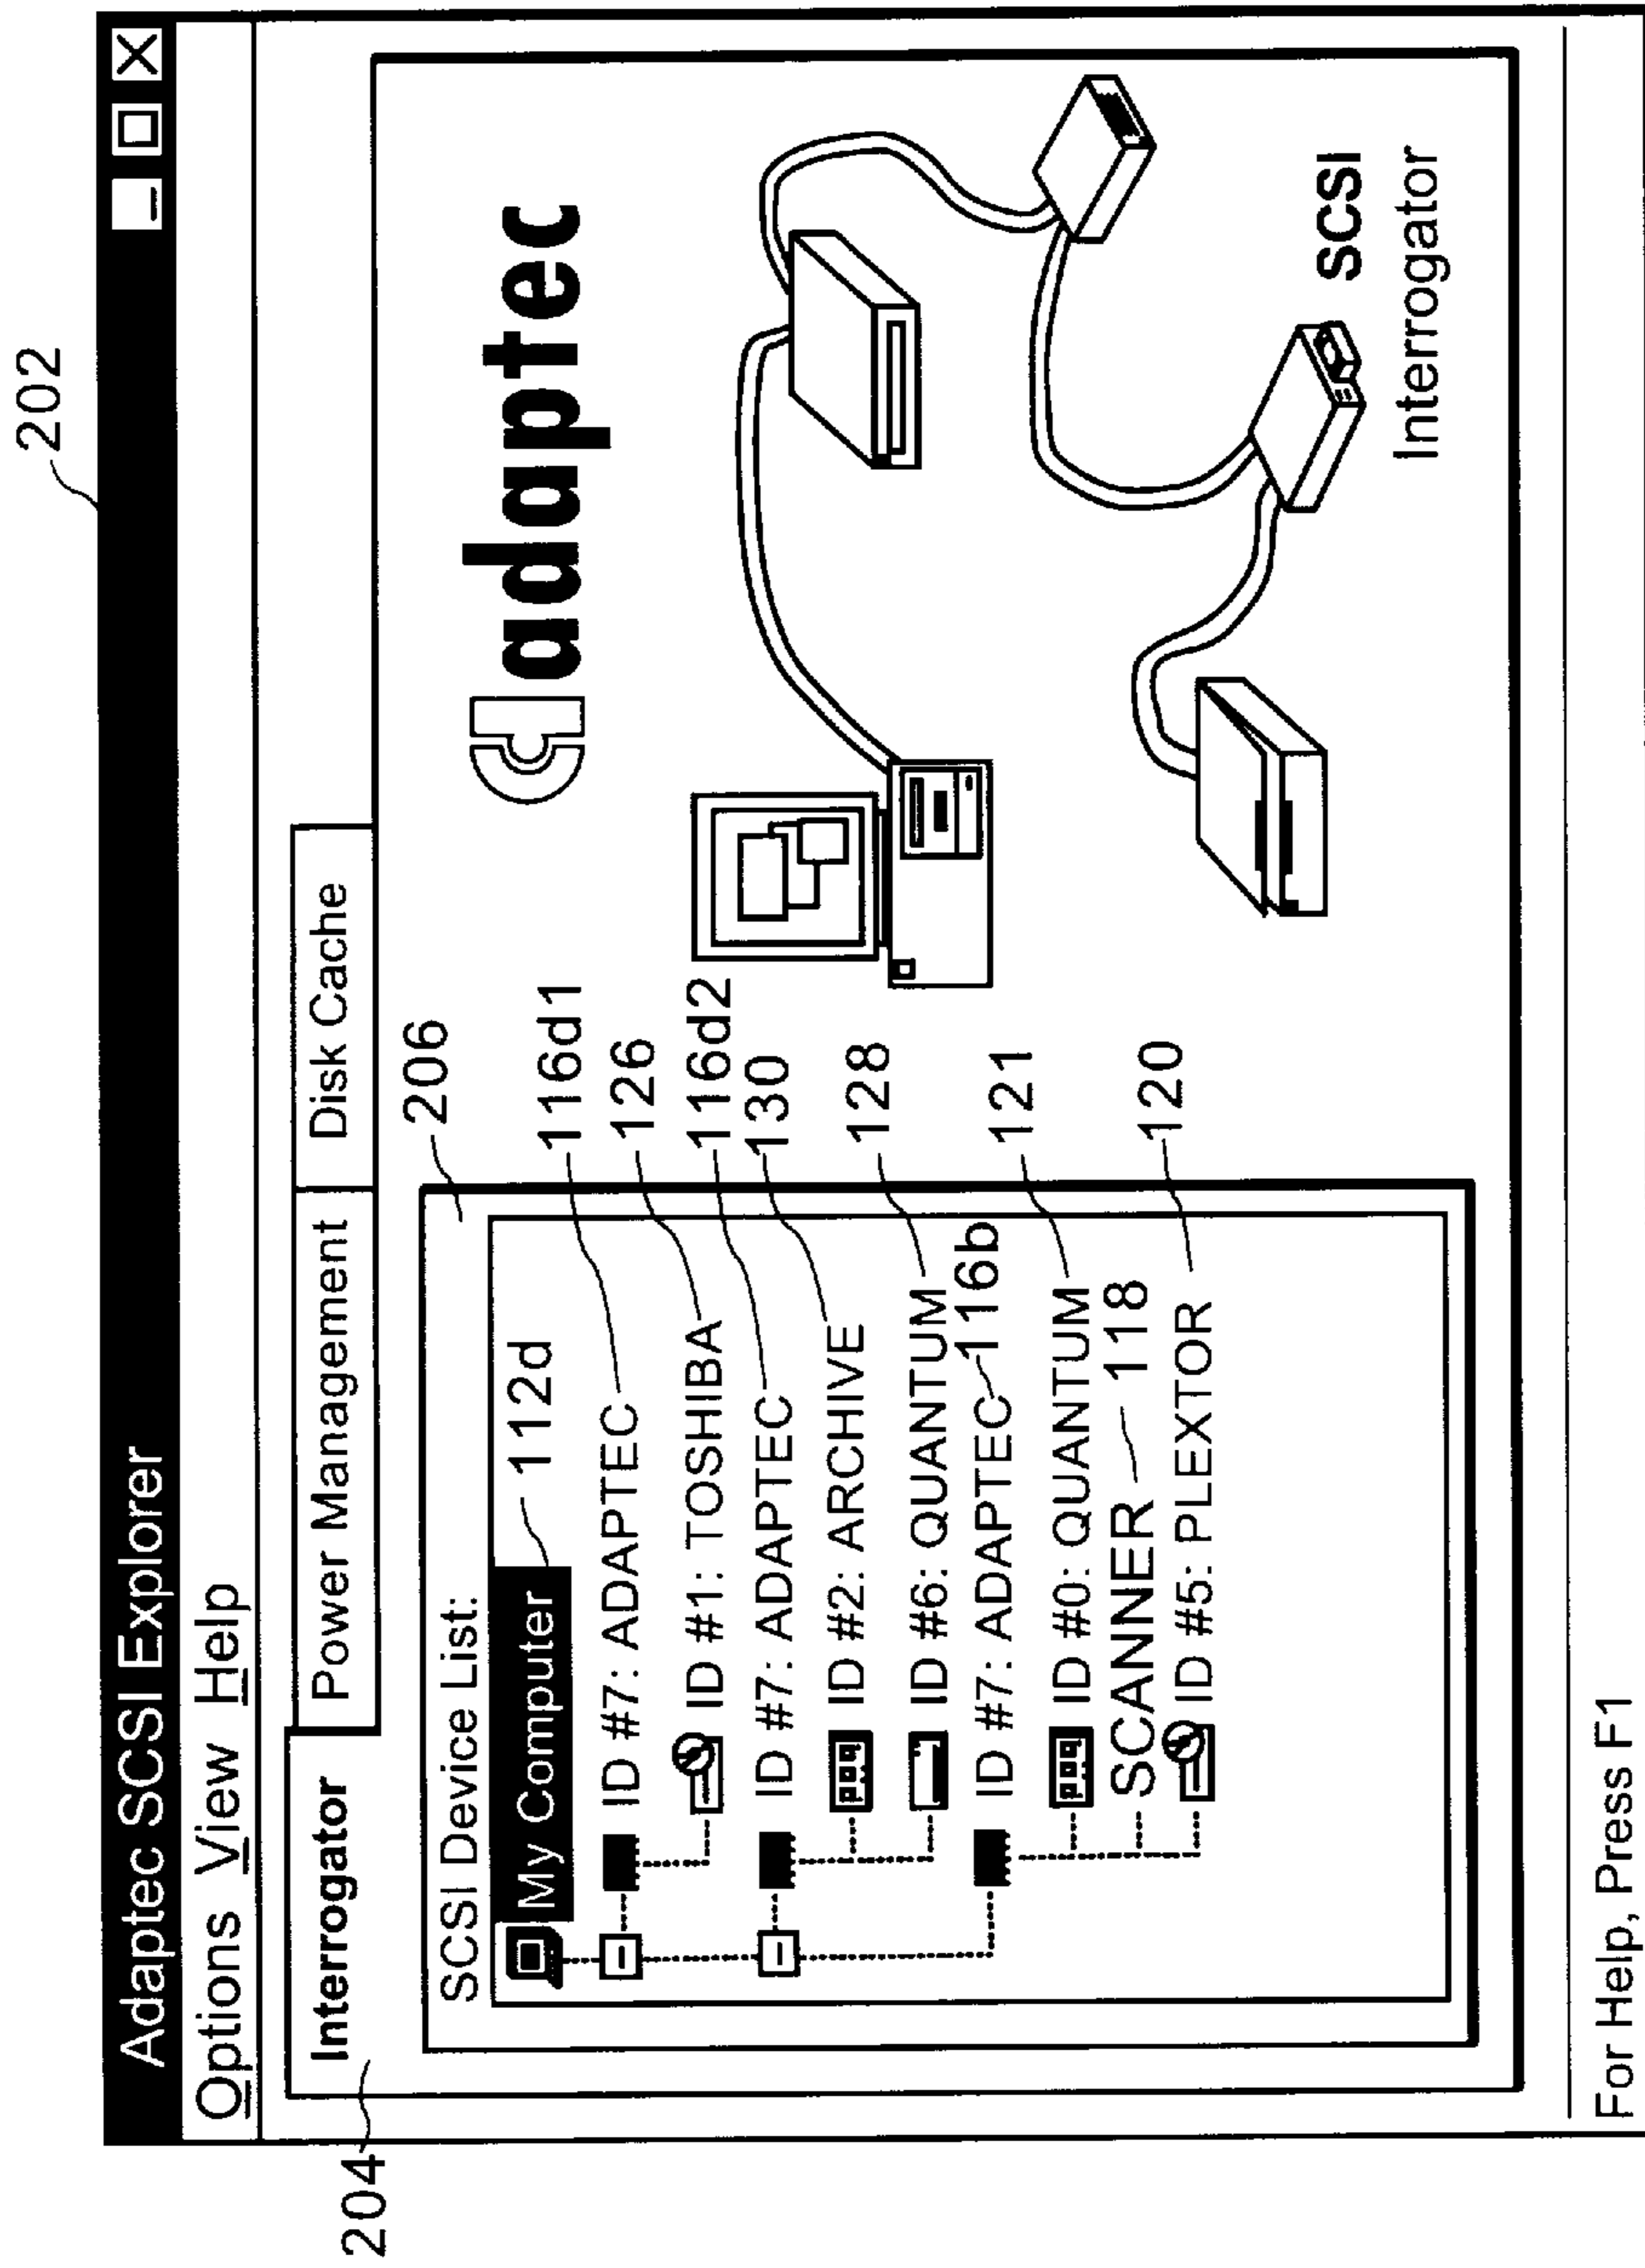 202
Adaptec SCSI Explorer
Options View Help
204
Interrogator Power Management Disk Cache
206
SCSI Device List:
My Computer 112d
ID #7: ADAPTEC 116d1
ID #1: TOSHIBA 126
ID #7: ADAPTEC 116d2
ID #2: ARCHIVE 130
ID #6: QUANTUM 128
ID #7: ADAPTEC 116b
ID #0: QUANTUM 121
SCANNER 118
ID #5: PLEXTOR 120
adaptec
SCSI
Interrogator
For Help, Press F1